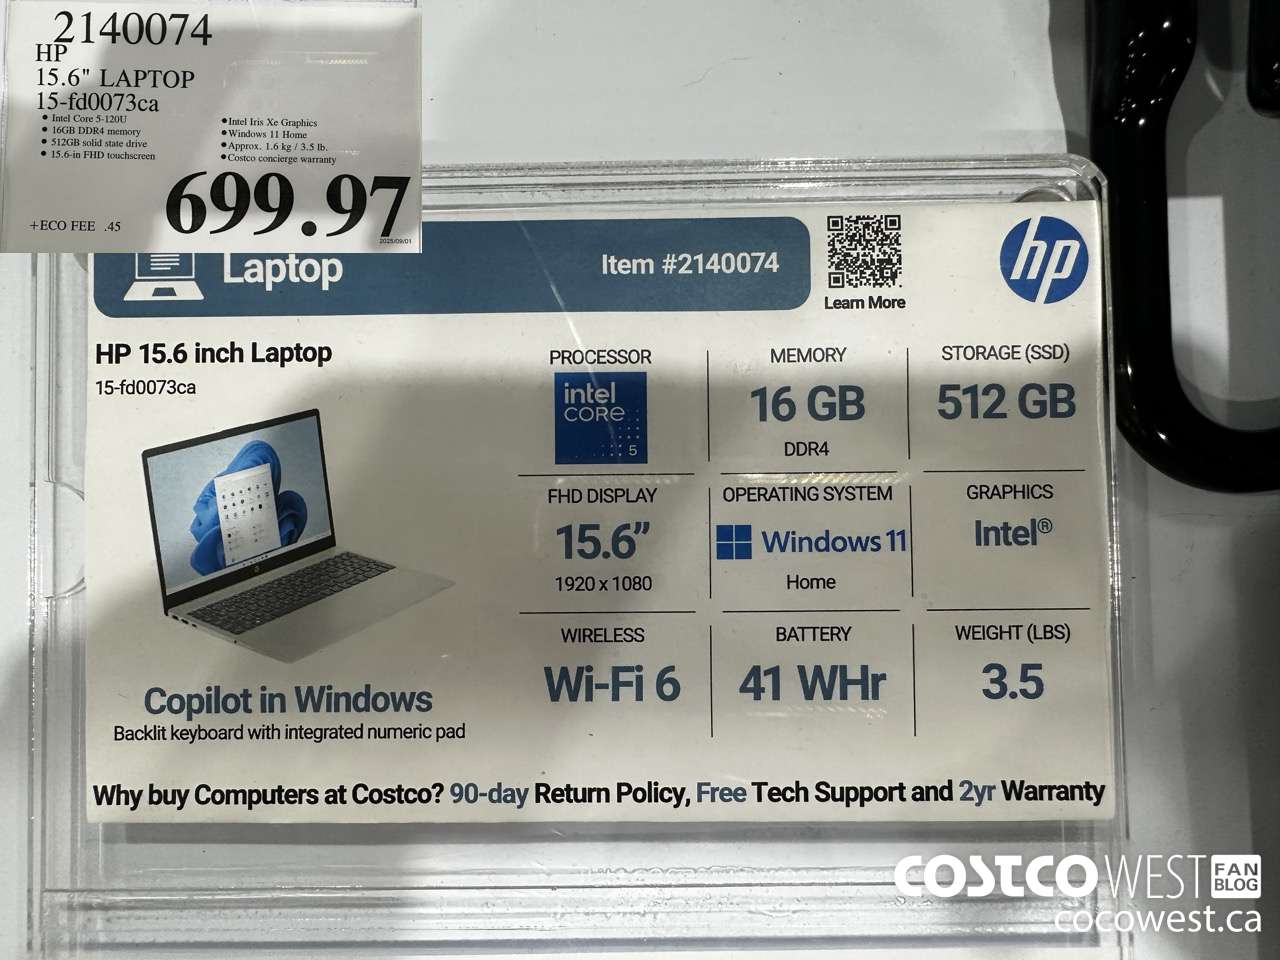 2140074
HP
15.6" LAPTOP
15-fd0073ca
• Intel Core 5-120U
• 16GB DDR4 memory
• 512GB solid state drive
• 15.6-in FHD touchscreen
• Intel Iris Xe Graphics
• Windows 11 Home
• Approx. 1.6 kg / 3.5 lb.
• Costco concierge warranty
699.97
+ECO FEE .45
2025/09/01
Laptop
Item #2140074
Learn More
hp
HP 15.6 inch Laptop
15-fd0073ca
PROCESSOR
intel
CORE
5
MEMORY
16 GB
DDR4
STORAGE (SSD)
512 GB
FHD DISPLAY
15.6”
1920 x 1080
OPERATING SYSTEM
Windows 11
Home
GRAPHICS
Intel®
WIRELESS
Wi-Fi 6
BATTERY
41 WHr
WEIGHT (LBS)
3.5
Copilot in Windows
Backlit keyboard with integrated numeric pad
Why buy Computers at Costco? 90-day Return Policy, Free Tech Support and 2yr Warranty
COSTCO WEST FAN BLOG
cocowest.ca